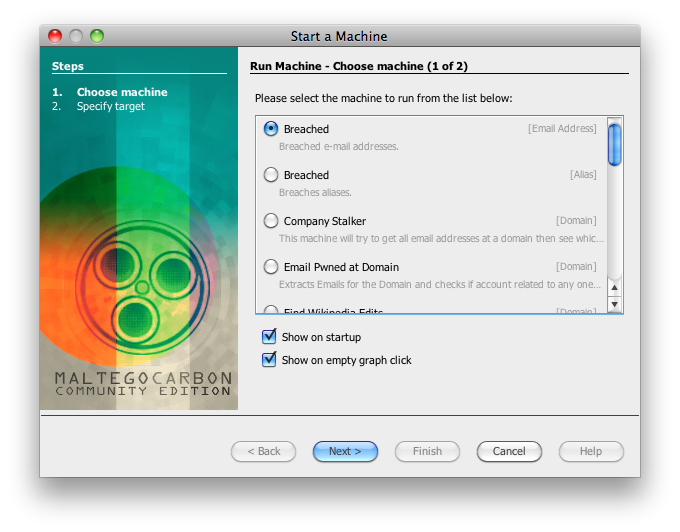 Start a Machine
Steps
1. Choose machine
2. Specify target
MALTEGOCARBON
COMMUNITY EDITION
Run Machine - Choose machine (1 of 2)
Please select the machine to run from the list below:
Breached [Email Address]
Breached e-mail addresses.
Breached [Alias]
Breaches aliases.
Company Stalker [Domain]
This machine will try to get all email addresses at a domain then see whic...
Email Pwned at Domain [Domain]
Extracts Emails for the Domain and checks if account related to any one...
Find Wikipedia Edits [Domain]
Show on startup
Show on empty graph click
< Back Next > Finish Cancel Help